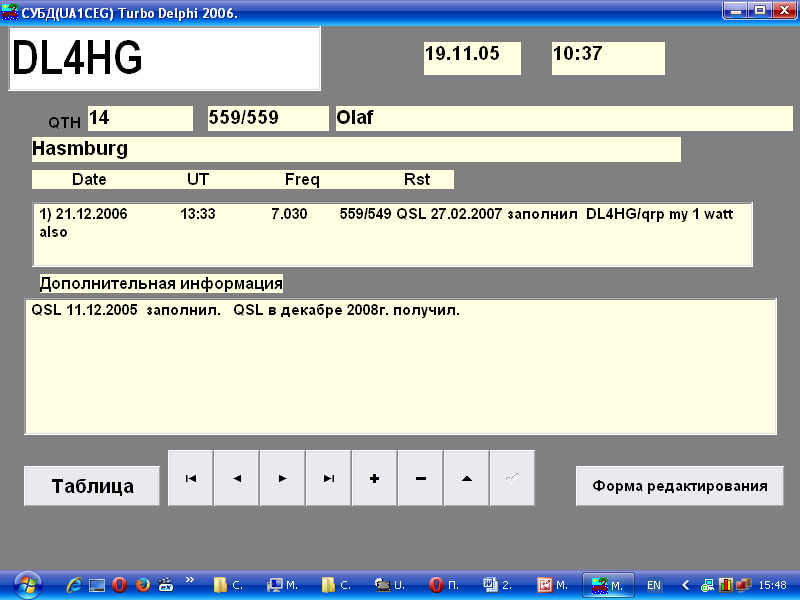 СУБД(UA1CEG) Turbo Delphi 2006.
DL4HG 19.11.05 10:37
QTH 14 559/559 Olaf
Hasmburg
Date UT Freq Rst
1) 21.12.2006 13:33 7.030 559/549 QSL 27.02.2007 заполнил DL4HG/qrp my 1 watt
also
Дополнительная информация
QSL 11.12.2005 заполнил. QSL в декабре 2008г. получил.
Таблица Форма редактирования
С. М. С. U. П. 2. М. М. EN 15:48